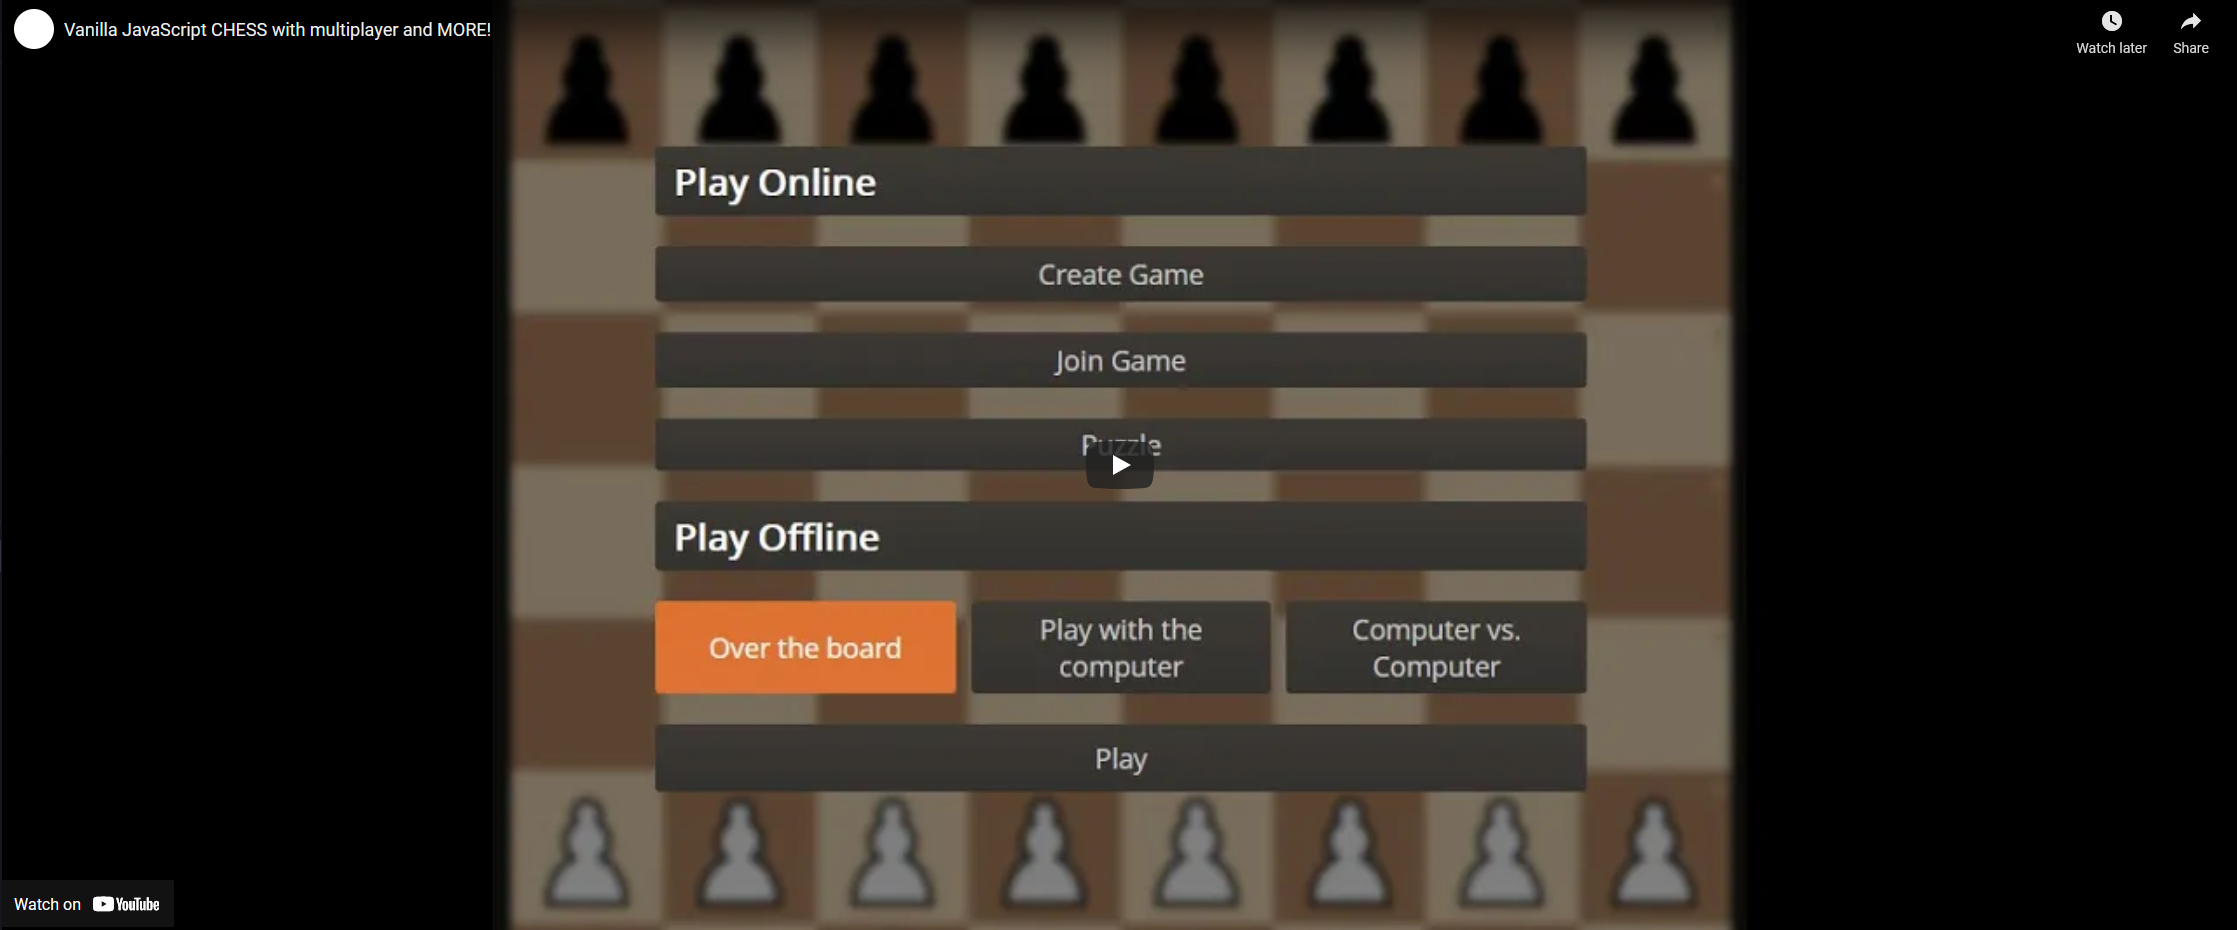 Vanilla JavaScript CHESS with multiplayer and MORE!
Watch later
Share
Play Online
Create Game
Join Game
Puzzle
Play Offline
Over the board
Play with the
computer
Computer vs.
Computer
Play
Watch on YouTube